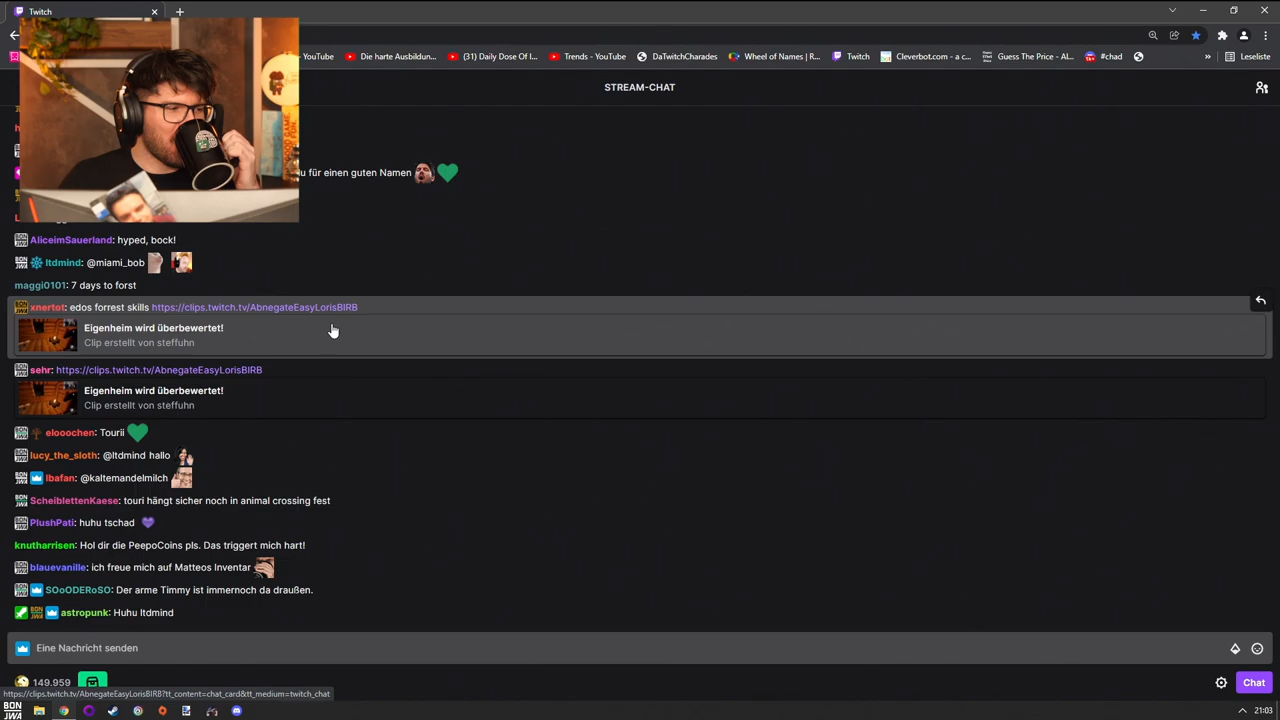 Twitch
YouTube
Die harte Ausbildun...
(31) Daily Dose Of I...
Trends - YouTube
DaTwitchCharades
Wheel of Names | R...
Twitch
Cleverbot.com - a c...
Guess The Price - Al...
#chad
»
Leseliste
STREAM-CHAT
u für einen guten Namen
AliceimSauerland: hyped, bock!
ltdmind: @miami_bob
maggi0101: 7 days to forst
xnertot: edos forrest skills https://clips.twitch.tv/AbnegateEasyLorisBIRB
Eigenheim wird überbewertet!
Clip erstellt von steffuhn
sehr: https://clips.twitch.tv/AbnegateEasyLorisBIRB
Eigenheim wird überbewertet!
Clip erstellt von steffuhn
elooochen: Tourii
lucy_the_sloth: @ltdmind hallo
lbafan: @kaltemandelmilch
ScheiblettenKaese: touri hängt sicher noch in animal crossing fest
PlushPati: huhu tschad
knutharrisen: Hol dir die PeepoCoins pls. Das triggert mich hart!
blauevanille: ich freue mich auf Matteos Inventar
SOoODERoSO: Der arme Timmy ist immernoch da draußen.
BONJWA astropunk: Huhu ltdmind
Eine Nachricht senden
149.959
Chat
https://clips.twitch.tv/AbnegateEasyLorisBIRB?tt_content=chat_card&tt_medium=twitch_chat
BONJWA
21:03